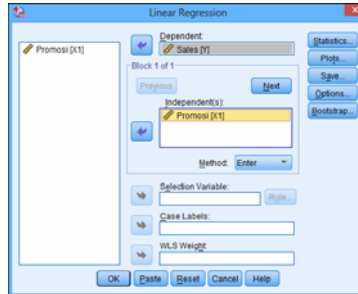 Linear Regression
Promosi [X1]
Dependent:
Sales [Y]
Block 1 of 1
Previous
Next
Independent(s):
Promosi [X1]
Method:
Enter
Selection Variable:
Rule...
Case Labels:
WLS Weight:
Statistics...
Plots...
Save...
Options...
Bootstrap...
OK
Paste
Reset
Cancel
Help